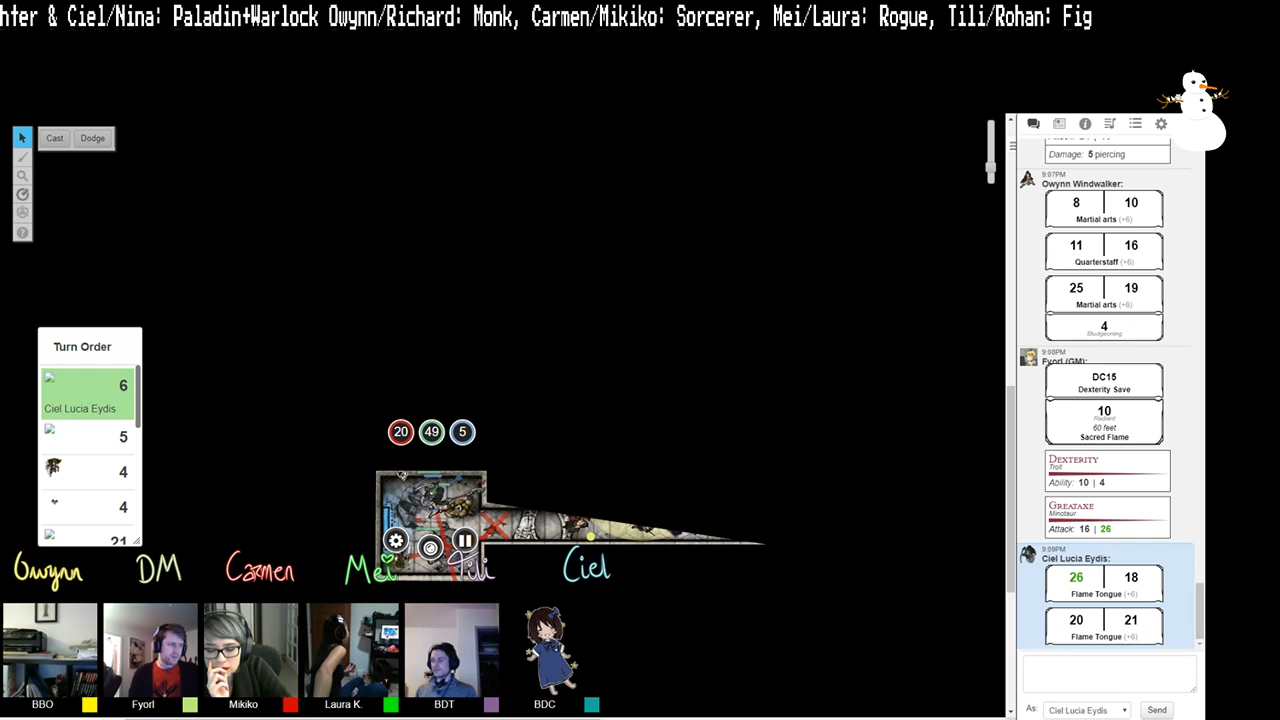 hter & Ciel/Nina: Paladin+Warlock Owynn/Richard: Monk, Carmen/Mikiko: Sorcerer, Mei/Laura: Rogue, Tili/Rohan: Fig
Cast Dodge
Turn Order
6
Ciel Lucia Eydis
5
4
4
21
20 49 5
Owynn DM Carmen Mei Tili Ciel
BBO Fyorl Mikiko Laura K. BDT BDC
Damage: 5 piercing
9:07PM
Owynn Windwalker:
8 10
Martial arts (+6)
11 16
Quarterstaff (+6)
25 19
Martial arts (+6)
4
Bludgeoning
9:08PM
Fyorl (GM):
DC15
Dexterity Save
10
Radiant
60 feet
Sacred Flame
Dexterity
Troll
Ability: 10 | 4
Greataxe
Minotaur
Attack: 16 | 26
9:09PM
Ciel Lucia Eydis:
26 18
Flame Tongue (+6)
20 21
Flame Tongue (+6)
As: Ciel Lucia Eydis Send